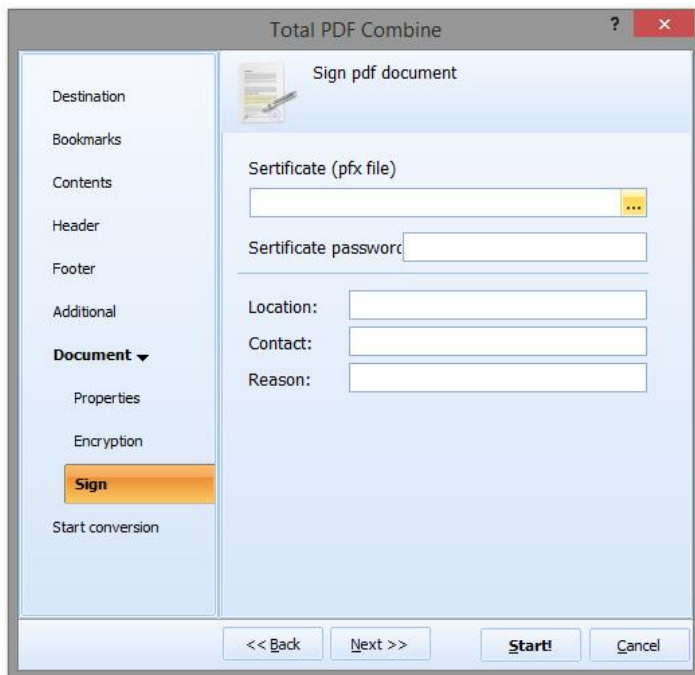 Total PDF Combine
?
Sign pdf document
Destination
Bookmarks
Contents
Header
Footer
Additional
Document
Properties
Encryption
Sign
Start conversion
Sertificate (pfx file)
...
Sertificate password
Location:
Contact:
Reason:
<< Back
Next >>
Start!
Cancel